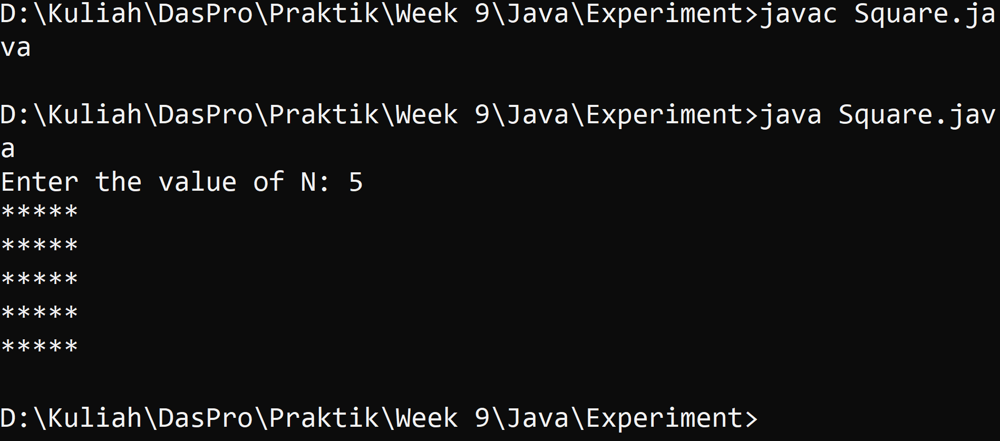 D:\Kuliah\DasPro\Praktik\Week 9\Java\Experiment>javac Square.ja
va
D:\Kuliah\DasPro\Praktik\Week 9\Java\Experiment>java Square.jav
a
Enter the value of N: 5
*****
*****
*****
*****
*****
D:\Kuliah\DasPro\Praktik\Week 9\Java\Experiment>